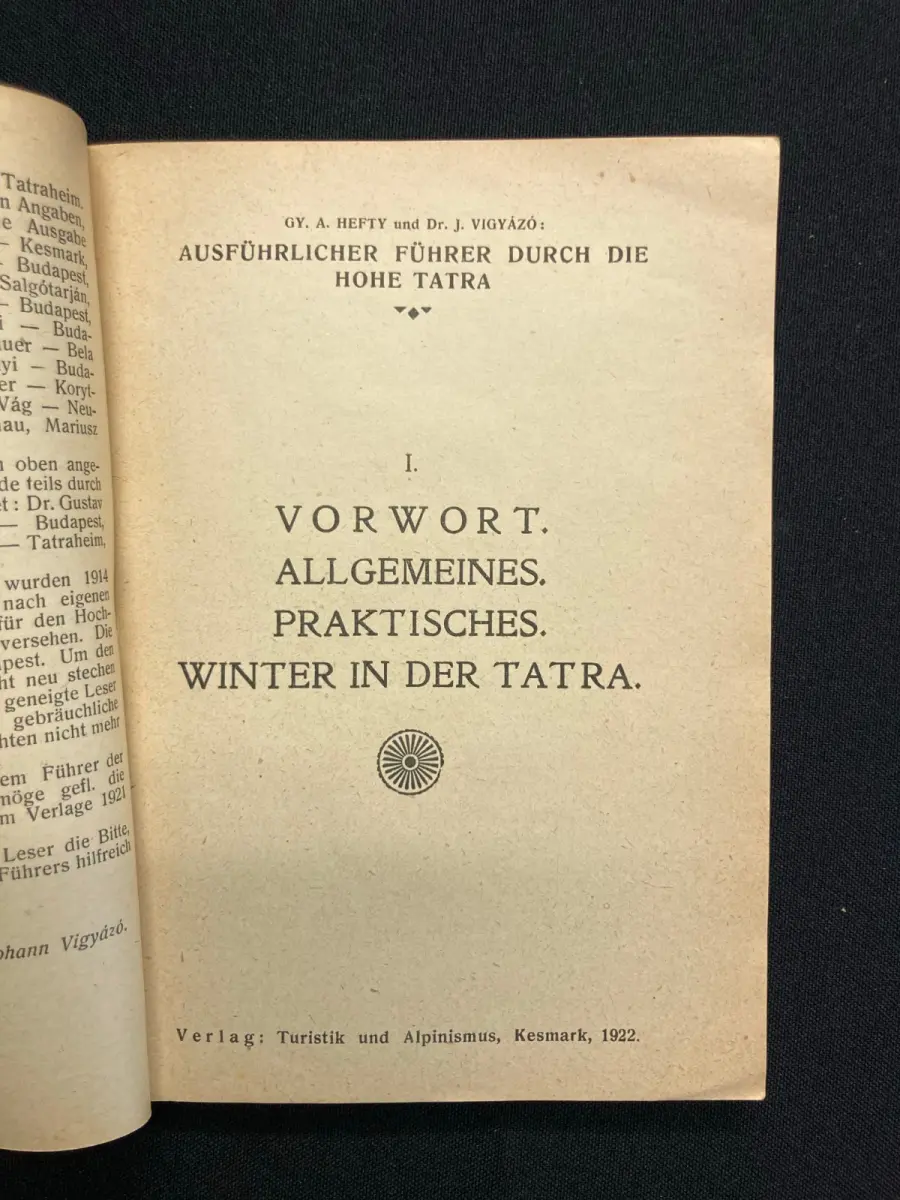 Tatraheim.
n Angaben,
e Ausgabe
— Kesmark,
Budapest,
Salgótarján,
— Budapest,
i — Buda-
auer — Bela
yi — Buda-
er — Koryt-
Vág — Neu-
nau, Mariusz
n oben ange-
de teils durch
et : Dr. Gustav
— Budapest,
— Tatraheim,
wurden 1914
nach eigenen
für den Hoch-
versehen. Die
pest. Um den
ht neu stechen
geneigte Leser
gebräuchliche
hten nicht mehr
em Führer der
möge gefl. die
m Verlage 1921
Leser die Bitte,
Führers hilfreich
ohann Vigyázó.
GY. A. HEFTY und Dr. J. VIGYÁZÓ :
AUSFÜHRLICHER FÜHRER DURCH DIE
HOHE TATRA
I.
VORWORT.
ALLGEMEINES.
PRAKTISCHES.
WINTER IN DER TATRA.
Verlag: Turistik und Alpinismus, Kesmark, 1922.